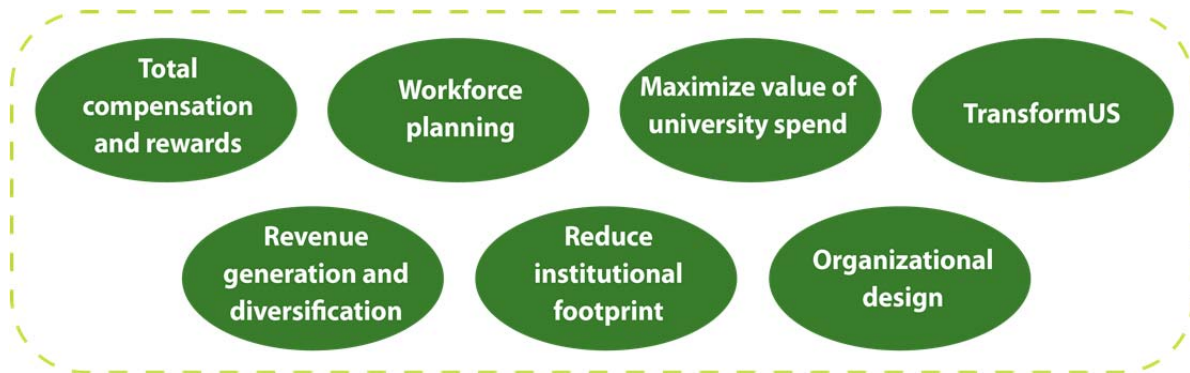 Total
compensation
and rewards
Workforce
planning
Maximize value of
university spend
TransformUS
Revenue
generation and
diversification
Reduce
institutional
footprint
Organizational
design